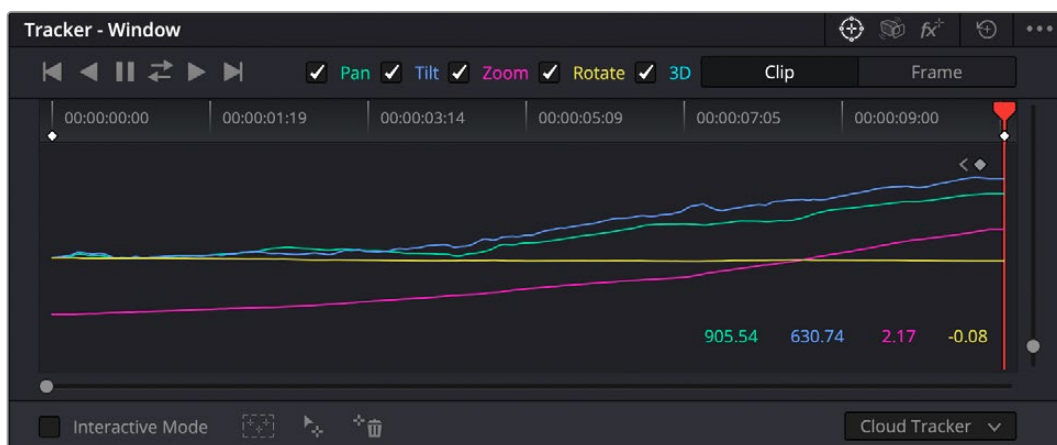 Tracker - Window
Pan Tilt Zoom Rotate 3D Clip Frame
00:00:00:00 00:00:01:19 00:00:03:14 00:00:05:09 00:00:07:05 00:00:09:00
905.54 630.74 2.17 -0.08
Interactive Mode Cloud Tracker